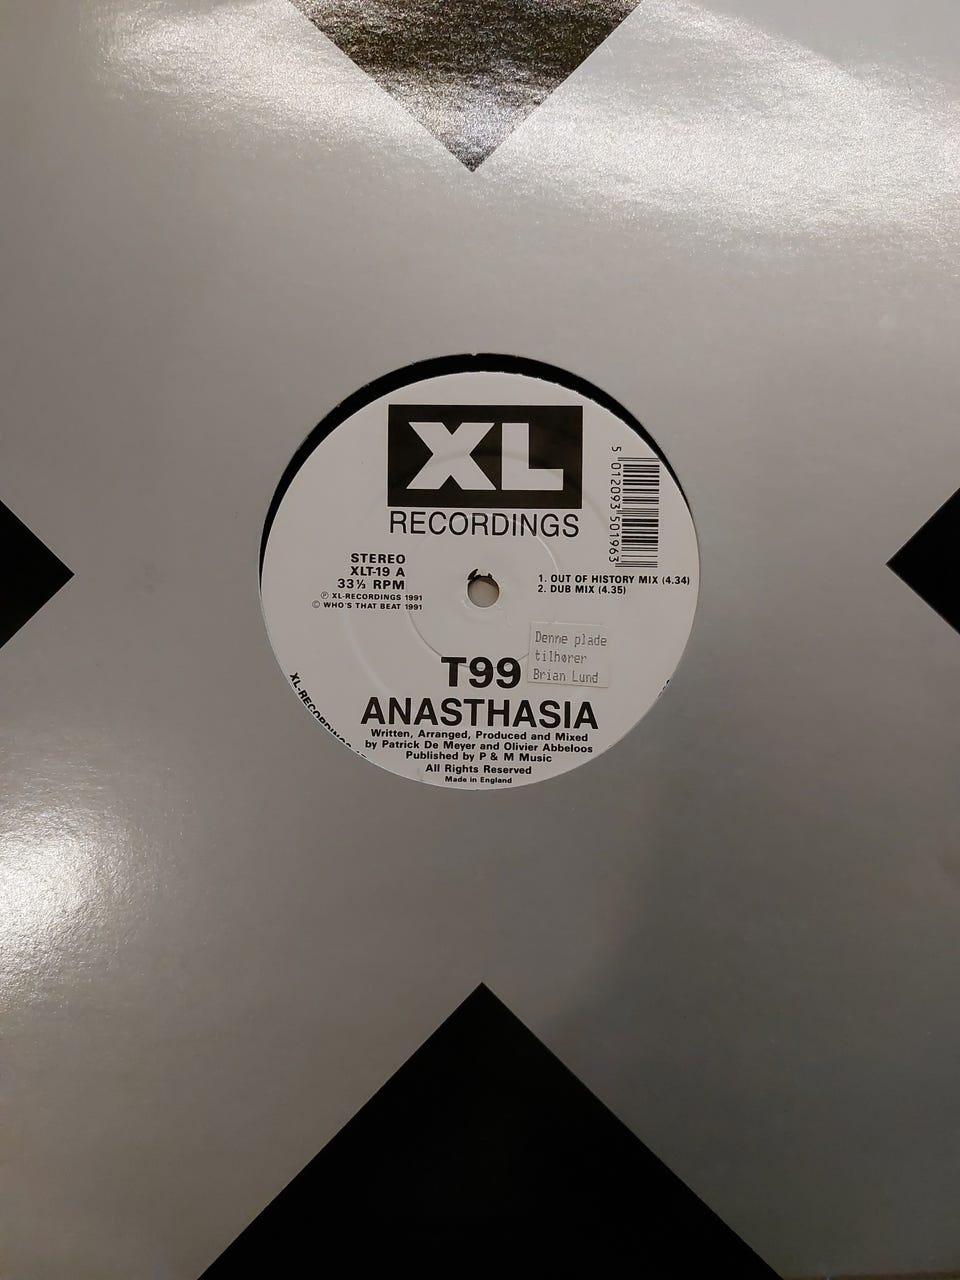 XL
RECORDINGS
5 012093 501963
STEREO
XLT-19 A
33⅓ RPM
Ⓟ XL-RECORDINGS 1991
© WHO'S THAT BEAT 1991
1. OUT OF HISTORY MIX (4.34)
2. DUB MIX (4.35)
Denne plade
tilhører
Brian Lund
T99
ANASTHASIA
Written, Arranged, Produced and Mixed
by Patrick De Meyer and Olivier Abbeloos
Published by P & M Music
All Rights Reserved
Made in England
XL-RECORDINGS